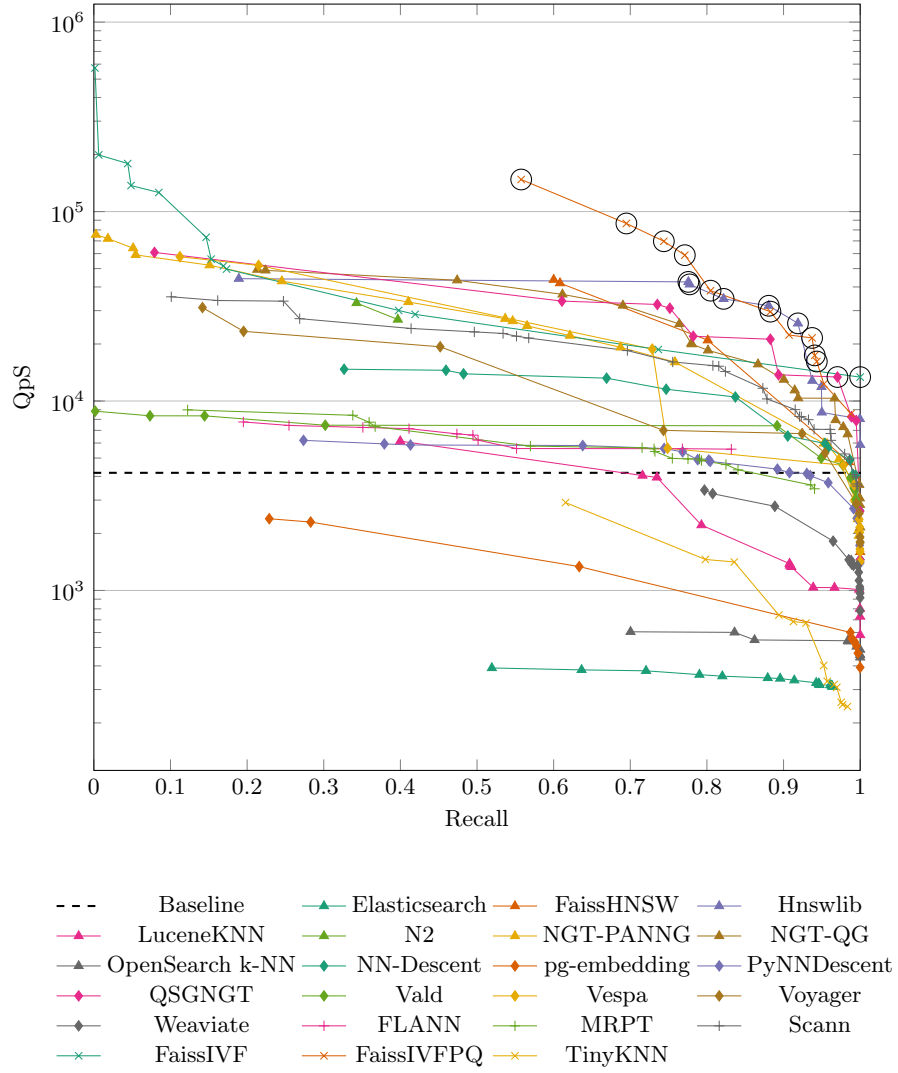 10^6
10^5
QpS
10^4
10^3
0 0.1 0.2 0.3 0.4 0.5 0.6 0.7 0.8 0.9 1
Recall
Baseline Elasticsearch FaissHNSW Hnswlib
LuceneKNN N2 NGT-PANNG NGT-QG
OpenSearch k-NN NN-Descent pg-embedding PyNNDescent
QSGNGT Vald Vespa Voyager
Weaviate FLANN MRPT Scann
FaissIVF FaissIVFPQ TinyKNN